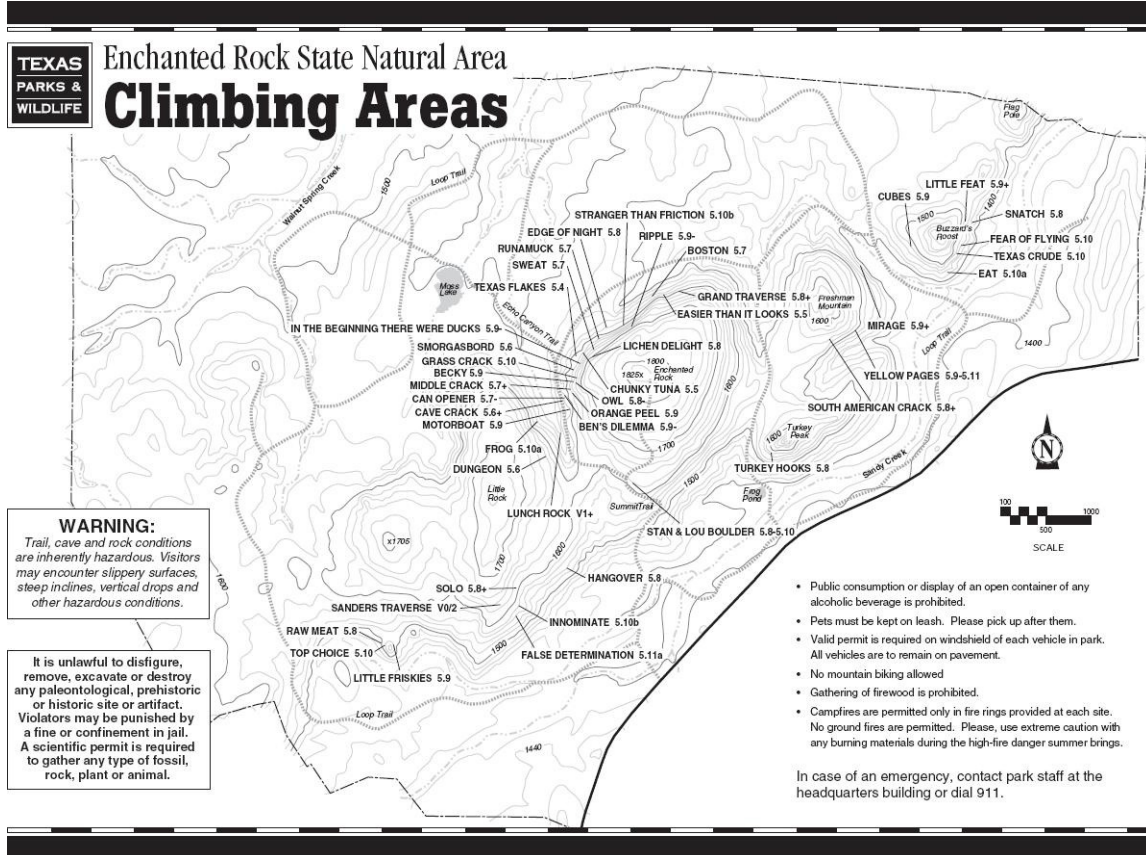 TEXAS
PARKS &
WILDLIFE
Enchanted Rock State Natural Area
Climbing Areas
Flag
Pole
Walnut Spring Creek
1500
Loop Trail
LITTLE FEAT 5.9+
CUBES 5.9
1400
1500
Buzzard's
Roost
SNATCH 5.8
FEAR OF FLYING 5.10
TEXAS CRUDE 5.10
EAT 5.10a
STRANGER THAN FRICTION 5.10b
EDGE OF NIGHT 5.8
RIPPLE 5.9-
RUNAMUCK 5.7
BOSTON 5.7
SWEAT 5.7
TEXAS FLAKES 5.4
Moss
Lake
Echo Canyon Trail
GRAND TRAVERSE 5.8+
Freshman
Mountain
1600
EASIER THAN IT LOOKS 5.5
MIRAGE 5.9+
Loop Trail
1400
IN THE BEGINNING THERE WERE DUCKS 5.9-
SMORGASBORD 5.6
LICHEN DELIGHT 5.8
GRASS CRACK 5.10
1800
Enchanted
Rock
1825x
BECKY 5.9
YELLOW PAGES 5.9-5.11
MIDDLE CRACK 5.7+
CHUNKY TUNA 5.5
1600
CAN OPENER 5.7-
OWL 5.8-
SOUTH AMERICAN CRACK 5.8+
CAVE CRACK 5.6+
ORANGE PEEL 5.9
MOTORBOAT 5.9
BEN'S DILEMMA 5.9-
Turkey
Peak
1600
1700
FROG 5.10a
DUNGEON 5.6
TURKEY HOOKS 5.8
Sandy Creek
N
Little
Rock
1500
Frog
Pond
LUNCH ROCK V1+
Summit Trail
STAN & LOU BOULDER 5.8-5.10
100
1000
500
SCALE
x1705
1700
1600
1600
HANGOVER 5.8
SOLO 5.8+
SANDERS TRAVERSE V0/2
INNOMINATE 5.10b
RAW MEAT 5.8
1500
TOP CHOICE 5.10
FALSE DETERMINATION 5.11a
LITTLE FRISKIES 5.9
Loop Trail
1440
WARNING:
Trail, cave and rock conditions
are inherently hazardous. Visitors
may encounter slippery surfaces,
steep inclines, vertical drops and
other hazardous conditions.
It is unlawful to disfigure,
remove, excavate or destroy
any paleontological, prehistoric
or historic site or artifact.
Violators may be punished by
a fine or confinement in jail.
A scientific permit is required
to gather any type of fossil,
rock, plant or animal.
• Public consumption or display of an open container of any
alcoholic beverage is prohibited.
• Pets must be kept on leash. Please pick up after them.
• Valid permit is required on windshield of each vehicle in park.
All vehicles are to remain on pavement.
• No mountain biking allowed
• Gathering of firewood is prohibited.
• Campfires are permitted only in fire rings provided at each site.
No ground fires are permitted. Please, use extreme caution with
any burning materials during the high-fire danger summer brings.
In case of an emergency, contact park staff at the
headquarters building or dial 911.